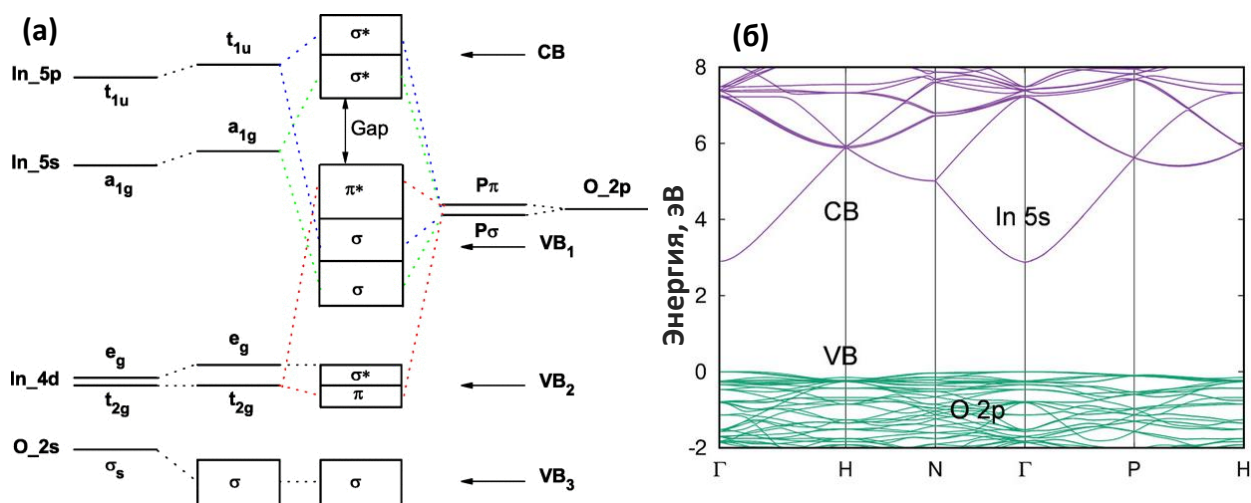 (а)
In_5p
t1u
t1u
σ*
σ*
CB
In_5s
a1g
a1g
Gap
π*
σ
σ
Pπ
Pσ
O_2p
VB1
In_4d
eg
t2g
eg
t2g
σ*
π
VB2
O_2s
σs
σ
σ
VB3
(б)
Энергия, эВ
8
6
4
2
0
-2
CB
In 5s
VB
O 2p
Γ
H
N
Γ
P
H